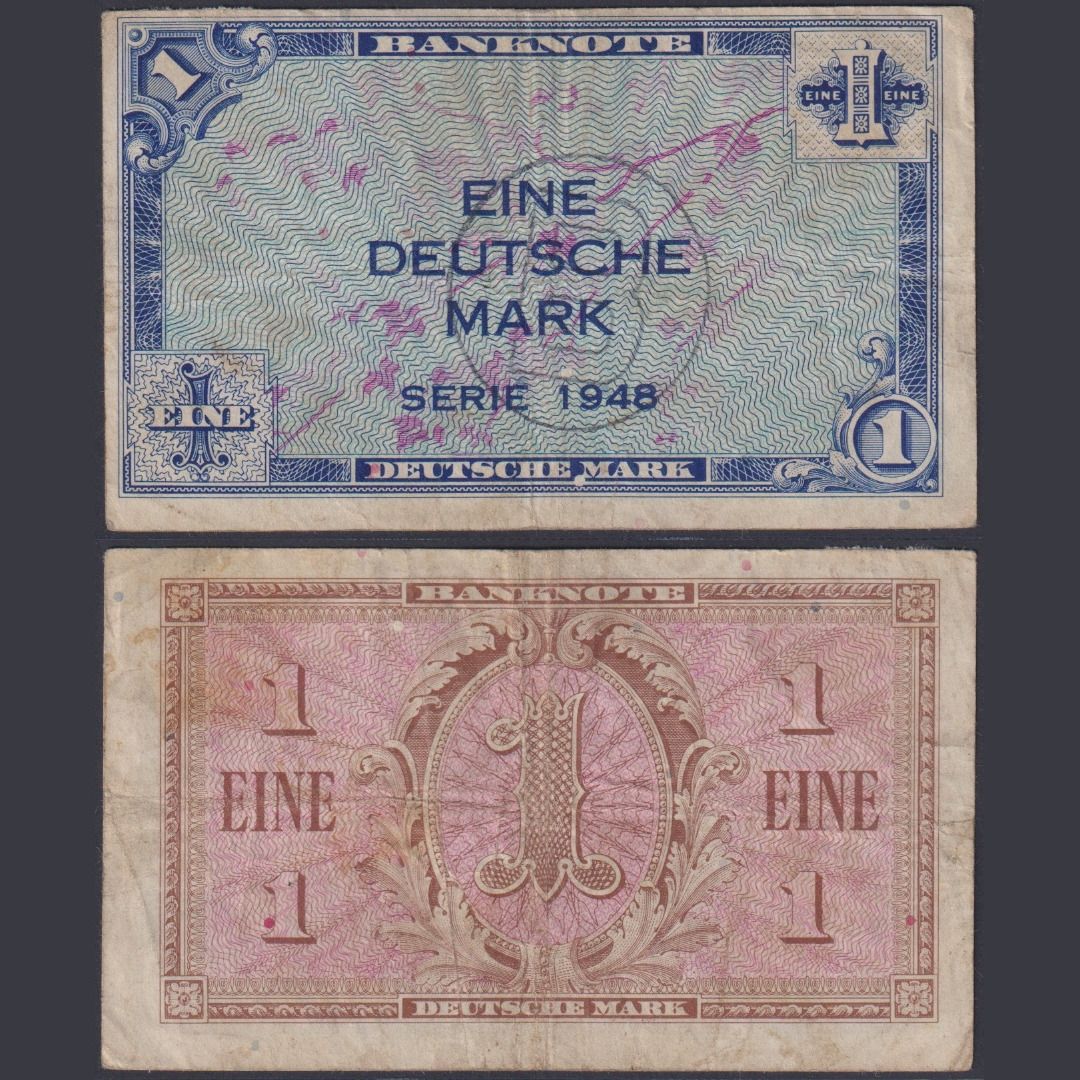 1
BANKNOTE
EINE I EINE
EINE
DEUTSCHE
MARK
SERIE 1948
1
EINE
DEUTSCHE MARK
1
B
BANKNOTE
1
1
EINE
1
EINE
1
1
DEUTSCHE MARK